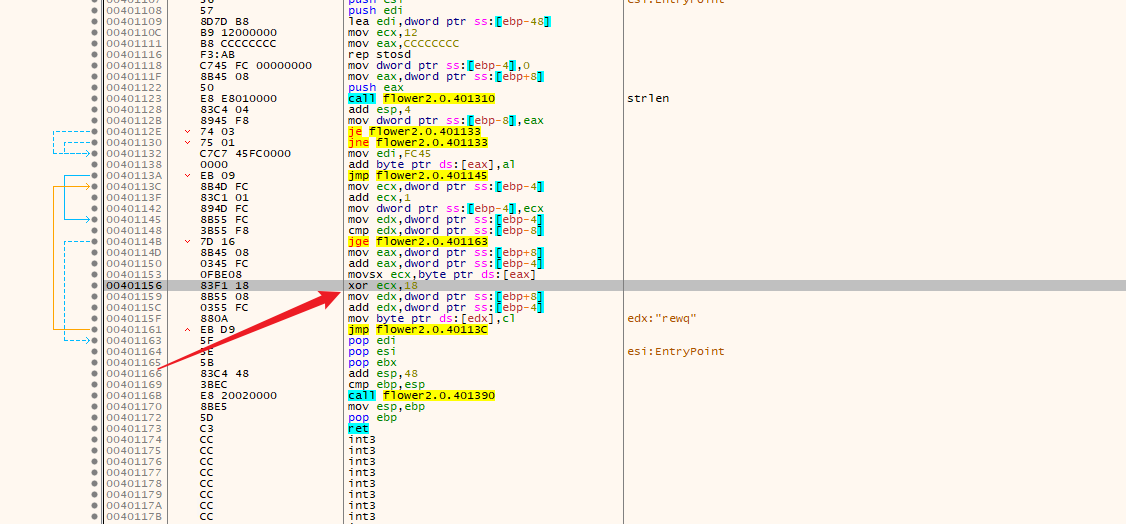 00401108 57 push edi
00401109 8D7D B8 lea edi,dword ptr ss:[ebp-48]
0040110C B9 12000000 mov ecx,12
00401111 B8 CCCCCCCC mov eax,CCCCCCCC
00401116 F3:AB rep stosd
00401118 C745 FC 00000000 mov dword ptr ss:[ebp-4],0
0040111F 8B45 08 mov eax,dword ptr ss:[ebp+8]
00401122 50 push eax
00401123 E8 E8010000 call flower2.0.401310 strlen
00401128 83C4 04 add esp,4
0040112B 8945 F8 mov dword ptr ss:[ebp-8],eax
0040112E 74 03 je flower2.0.401133
00401130 75 01 jne flower2.0.401133
00401132 C7C7 45FC0000 mov edi,FC45
00401138 0000 add byte ptr ds:[eax],al
0040113A EB 09 jmp flower2.0.401145
0040113C 8B4D FC mov ecx,dword ptr ss:[ebp-4]
0040113F 83C1 01 add ecx,1
00401142 894D FC mov dword ptr ss:[ebp-4],ecx
00401145 8B55 FC mov edx,dword ptr ss:[ebp-4]
00401148 3B55 F8 cmp edx,dword ptr ss:[ebp-8]
0040114B 7D 16 jge flower2.0.401163
0040114D 8B45 08 mov eax,dword ptr ss:[ebp+8]
00401150 0345 FC add eax,dword ptr ss:[ebp-4]
00401153 0FBE08 movsx ecx,byte ptr ds:[eax]
00401156 83F1 18 xor ecx,18
00401159 8B55 08 mov edx,dword ptr ss:[ebp+8]
0040115C 0355 FC add edx,dword ptr ss:[ebp-4]
0040115F 880A mov byte ptr ds:[edx],cl edx:"rewq"
00401161 EB D9 jmp flower2.0.40113C
00401163 5F pop edi
00401164 5E pop esi esi:EntryPoint
00401165 5B pop ebx
00401166 83C4 48 add esp,48
00401169 3BEC cmp ebp,esp
0040116B E8 20020000 call flower2.0.401390
00401170 8BE5 mov esp,ebp
00401172 5D pop ebp
00401173 C3 ret
00401174 CC int3
00401175 CC int3
00401176 CC int3
00401177 CC int3
00401178 CC int3
00401179 CC int3
0040117A CC int3
0040117B CC int3